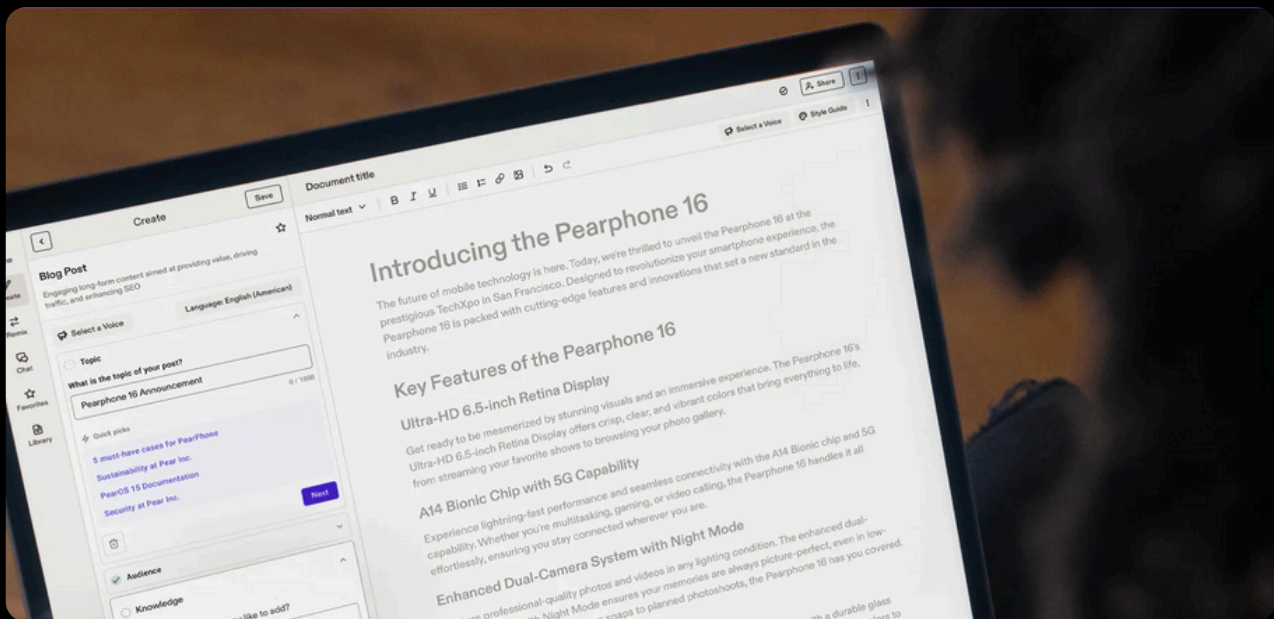 Share
Select a Voice
Style Guide
Document title
Save
Create
Normal text
B I U
Blog Post
Engaging long-form content aimed at providing value, driving
traffic, and enhancing SEO
Language: English (American)
Select a Voice
Topic
What is the topic of your post?
Pearphone 16 Announcement
0 / 1000
Quick picks
5 must-have cases for PearPhone
Sustainability at Pear Inc.
PearOS 15 Documentation
Security at Pear Inc.
Next
Audience
Knowledge
like to add?
Remix
Chat
Favorites
Library
Introducing the Pearphone 16
The future of mobile technology is here. Today, we're thrilled to unveil the Pearphone 16 at the
prestigious TechXpo in San Francisco. Designed to revolutionize your smartphone experience, the
Pearphone 16 is packed with cutting-edge features and innovations that set a new standard in the
industry.
Key Features of the Pearphone 16
Ultra-HD 6.5-inch Retina Display
Get ready to be mesmerized by stunning visuals and an immersive experience. The Pearphone 16's
Ultra-HD 6.5-inch Retina Display offers crisp, clear, and vibrant colors that bring everything to life,
from streaming your favorite shows to browsing your photo gallery.
A14 Bionic Chip with 5G Capability
Experience lightning-fast performance and seamless connectivity with the A14 Bionic chip and 5G
capability. Whether you're multitasking, gaming, or video calling, the Pearphone 16 handles it all
effortlessly, ensuring you stay connected wherever you are.
Enhanced Dual-Camera System with Night Mode
professional-quality photos and videos in any lighting condition. The enhanced dual-
with Night Mode ensures your memories are always picture-perfect, even in low-
snaps to planned photoshoots, the Pearphone 16 has you covered.
with a durable glass
to